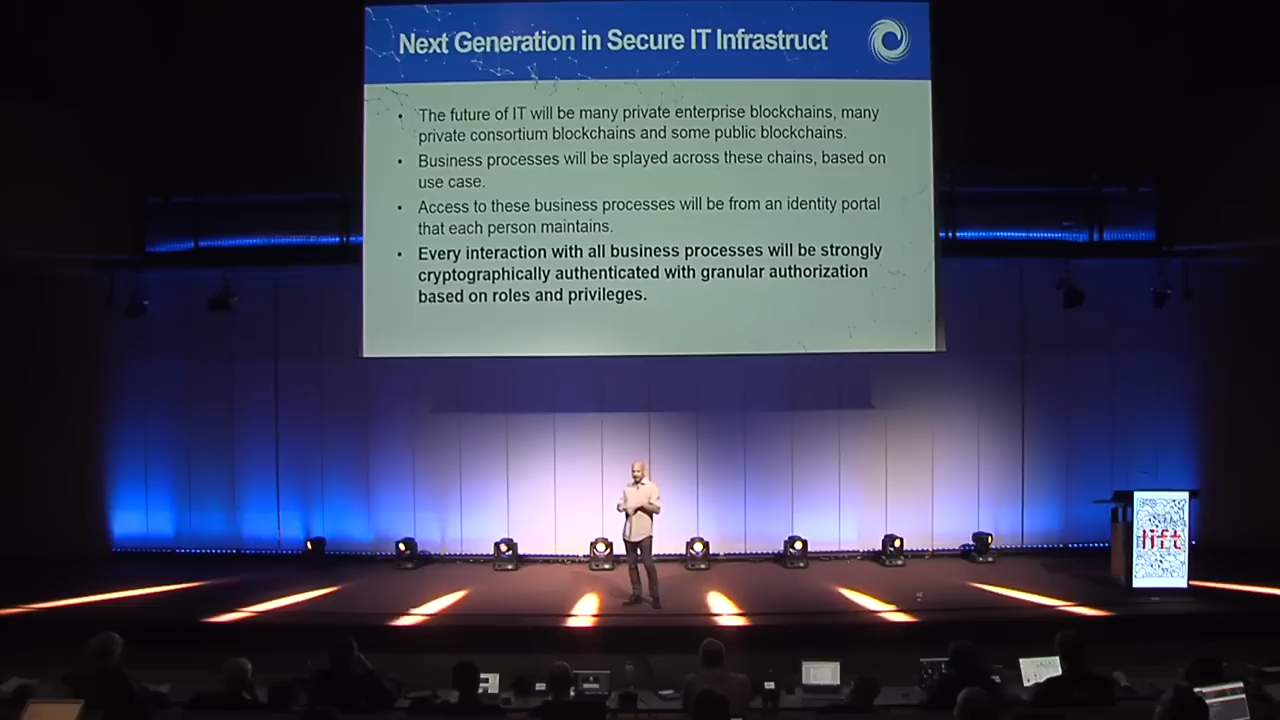 Next Generation in Secure IT Infrastruct
• The future of IT will be many private enterprise blockchains, many
private consortium blockchains and some public blockchains.
• Business processes will be splayed across these chains, based on
use case.
• Access to these business processes will be from an identity portal
that each person maintains.
• Every interaction with all business processes will be strongly
cryptographically authenticated with granular authorization
based on roles and privileges.
lift